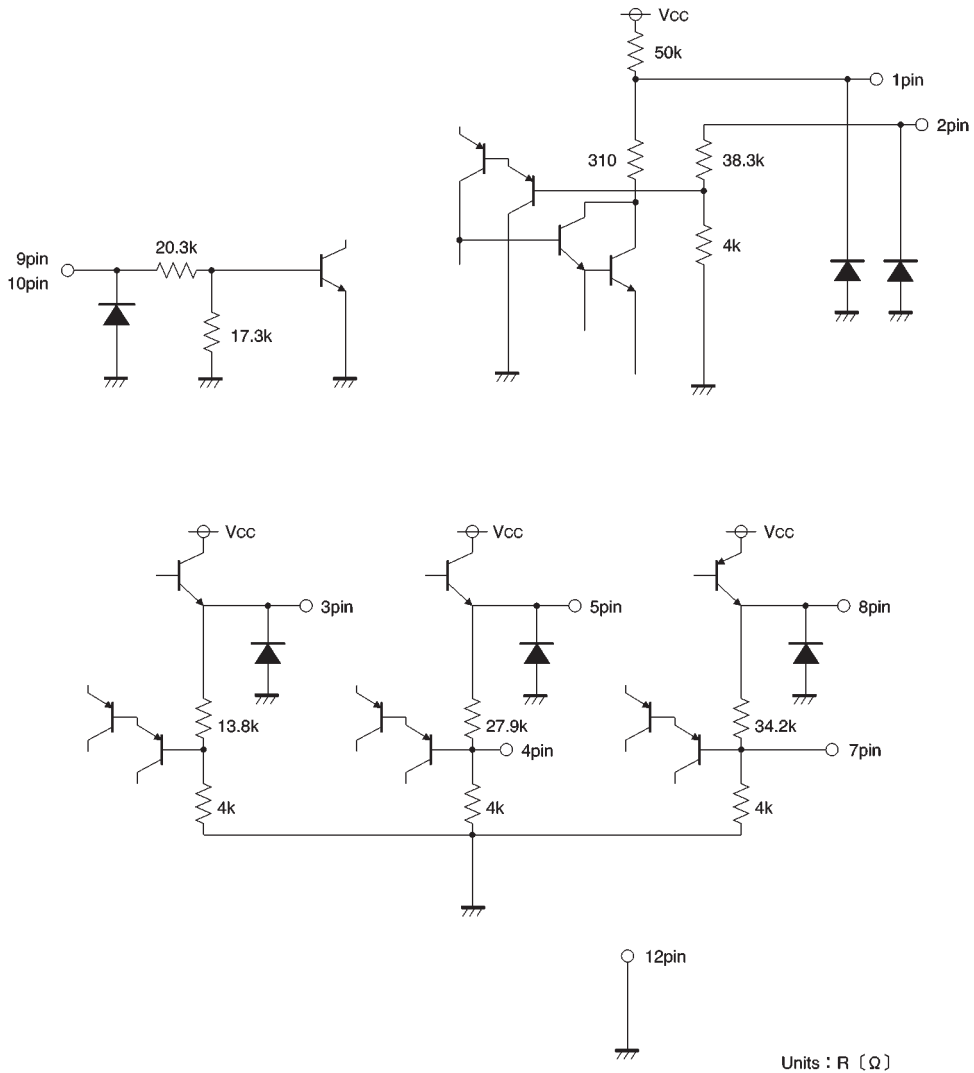 Vcc
50k
1pin
2pin
310
38.3k
4k
9pin
10pin
20.3k
17.3k
Vcc
3pin
13.8k
4k
Vcc
5pin
27.9k
4pin
4k
Vcc
8pin
34.2k
7pin
4k
12pin
Units : R〔Ω〕